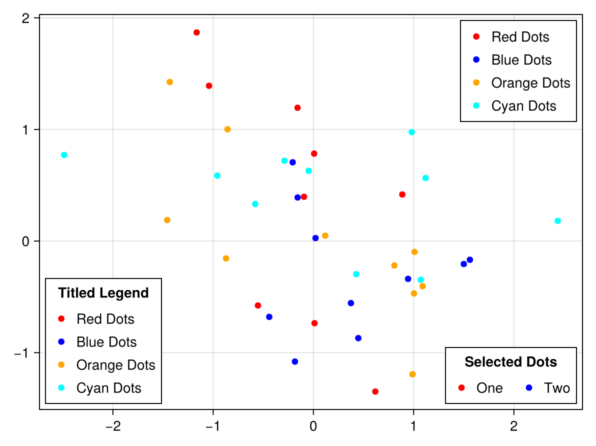 2
1
0
−1
−2
−1
0
1
2
Red Dots
Blue Dots
Orange Dots
Cyan Dots
Titled Legend
Red Dots
Blue Dots
Orange Dots
Cyan Dots
Selected Dots
One Two